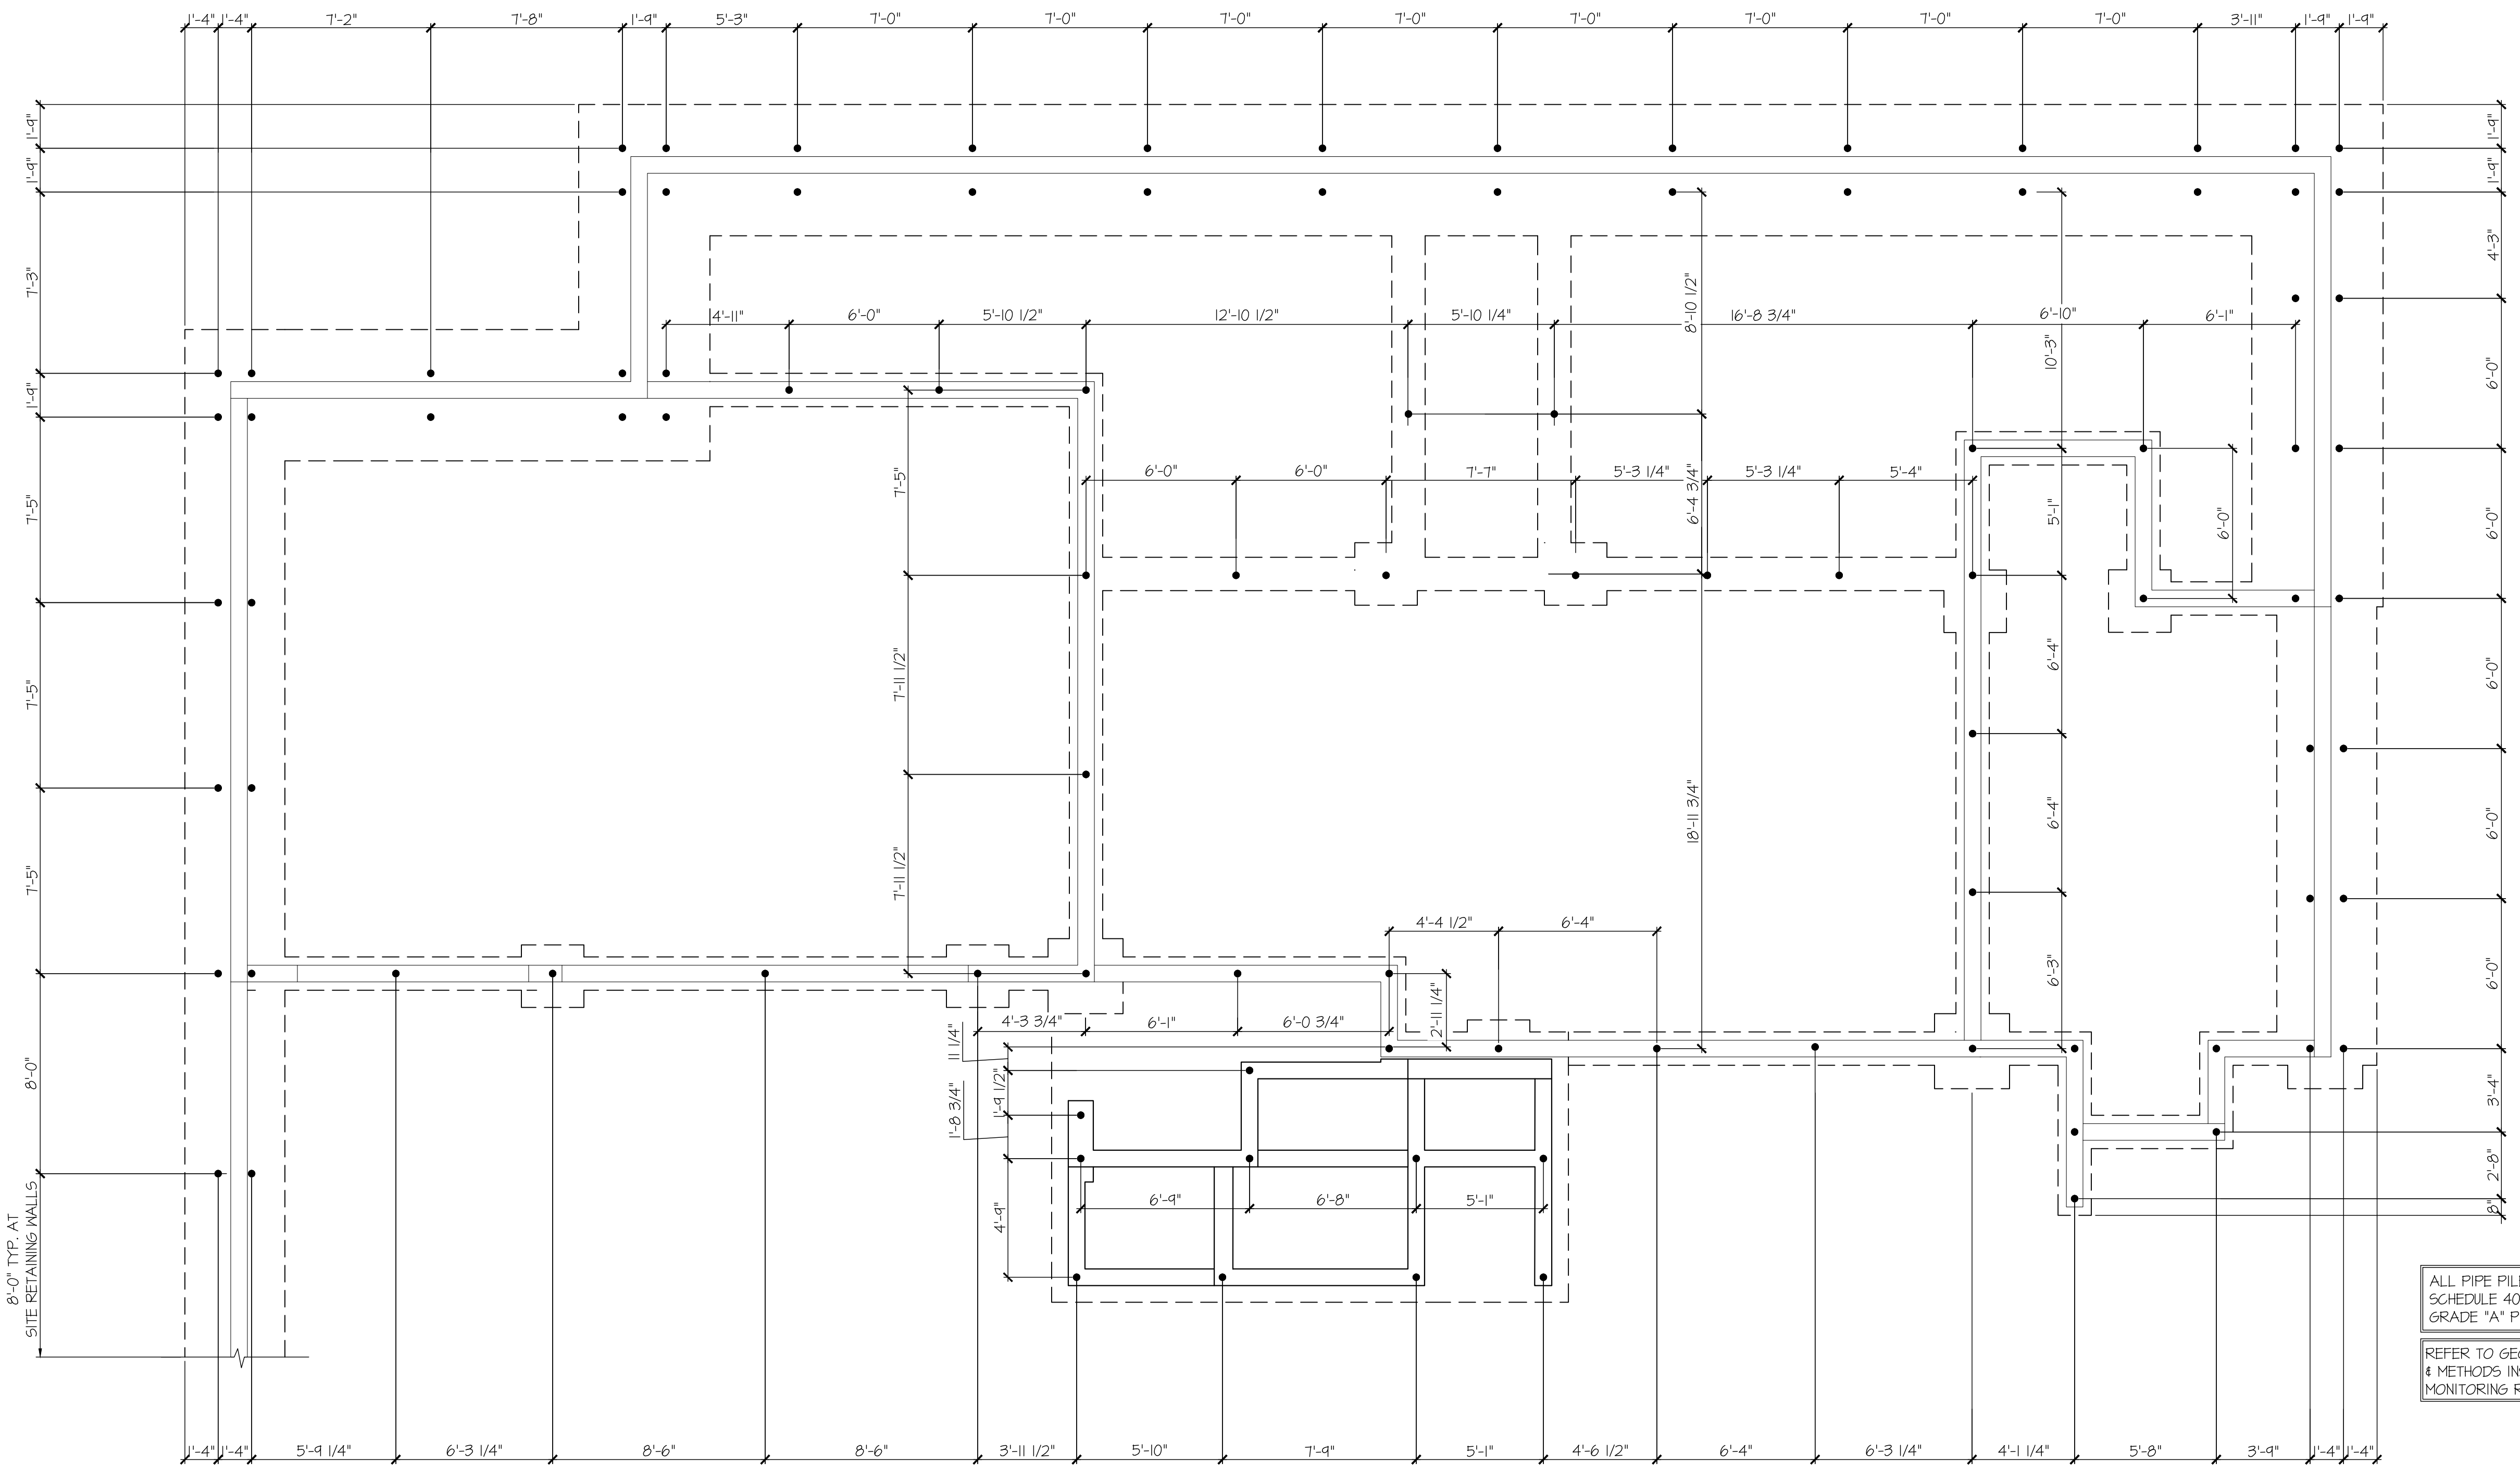 1'-4" 1'-4" 7'-2" 7'-8" 1'-9" 5'-3" 7'-0" 7'-0" 7'-0" 7'-0" 7'-0" 7'-0" 7'-0" 7'-0" 3'-11" 1'-9" 1'-9"
1'-9"
1'-9"
7'-3"
1'-9"
7'-5"
7'-5"
7'-5"
8'-0"
8'-0" TYP. AT
SITE RETAINING WALLS
4'-11" 6'-0" 5'-10 1/2" 12'-10 1/2" 5'-10 1/4" 16'-8 3/4" 6'-10" 6'-1"
7'-5"
7'-11 1/2"
7'-11 1/2"
6'-0" 6'-0" 7'-7" 5'-3 1/4" 5'-3 1/4" 5'-4"
8'-10 1/2"
6'-4 3/4"
18'-11 3/4"
10'-3"
5'-1"
6'-4"
6'-4"
6'-3"
6'-0"
4'-4 1/2" 6'-4"
2'-11 1/4"
4'-3 3/4" 6'-1" 6'-0 3/4"
11 1/4"
1'-9 1/2"
1'-8 3/4"
4'-9"
6'-9" 6'-8" 5'-1"
1'-9"
1'-9"
4'-3"
6'-0"
6'-0"
6'-0"
6'-0"
6'-0"
3'-4"
2'-8"
8"
ALL PIPE
SCHEDULE 40
GRADE "A"
REFER TO
& METHODS
MONITORING
1'-4" 1'-4" 5'-9 1/4" 6'-3 1/4" 8'-6" 8'-6" 3'-11 1/2" 5'-10" 7'-9" 5'-1" 4'-6 1/2" 6'-4" 6'-3 1/4" 4'-1 1/4" 5'-8" 3'-9" 1'-4" 1'-4"